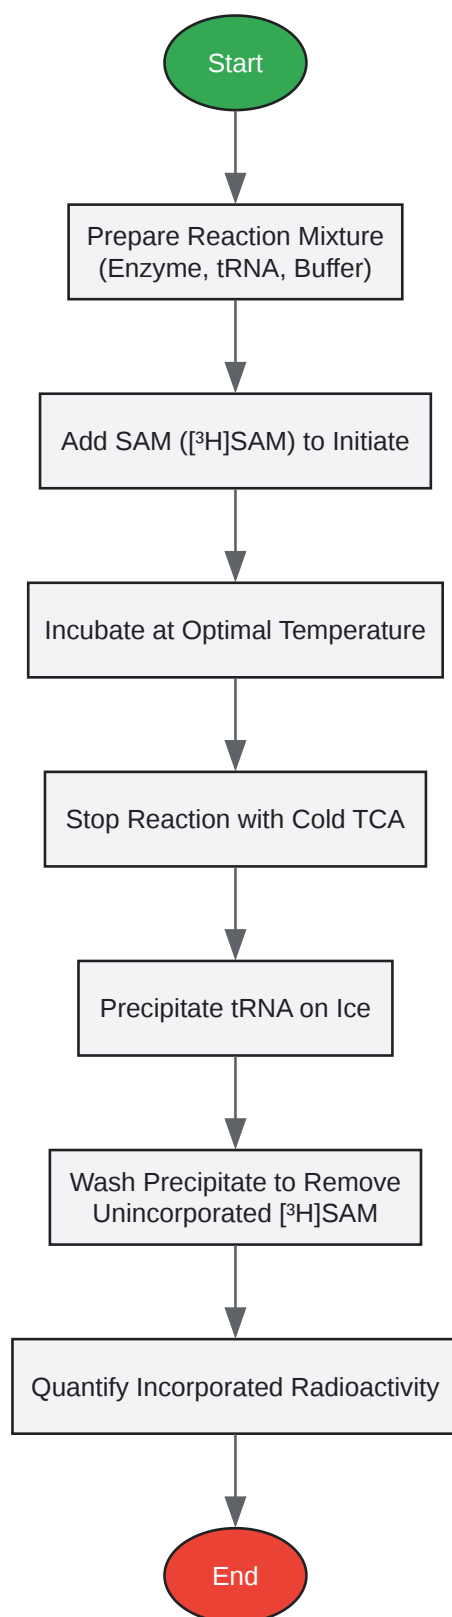 Start
Prepare Reaction Mixture
(Enzyme, tRNA, Buffer)
Add SAM ([³H]SAM) to Initiate
Incubate at Optimal Temperature
Stop Reaction with Cold TCA
Precipitate tRNA on Ice
Wash Precipitate to Remove
Unincorporated [³H]SAM
Quantify Incorporated Radioactivity
End